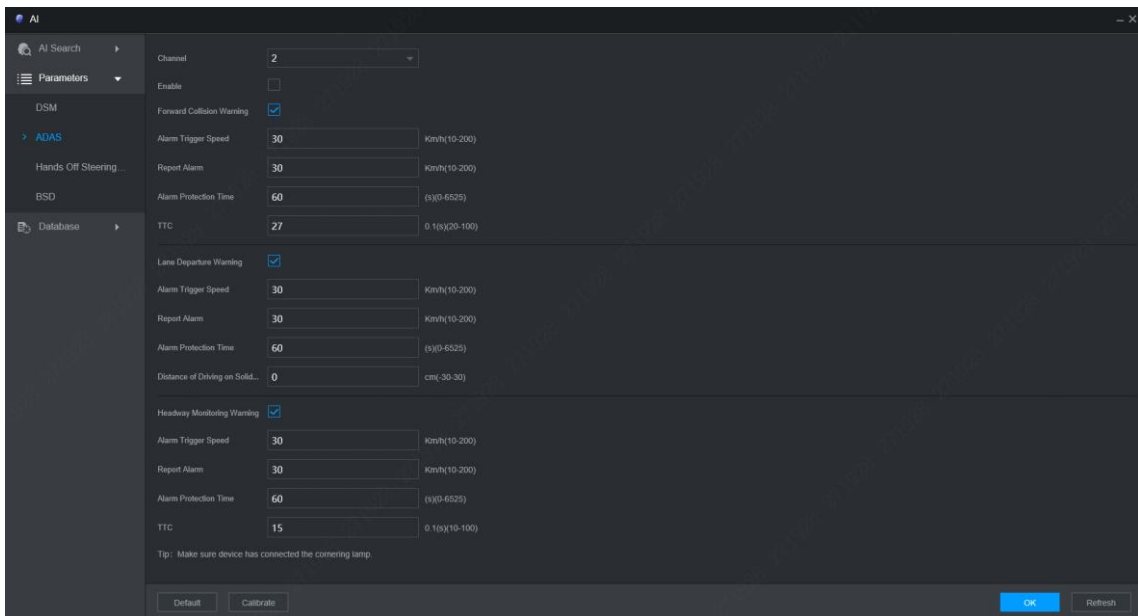 AI
AI Search
Parameters
DSM
> ADAS
Hands Off Steering...
BSD
Database
Channel 2
Enable
Forward Collision Warning
Alarm Trigger Speed 30 Km/h(10-200)
Report Alarm 30 Km/h(10-200)
Alarm Protection Time 60 (s)(0-6525)
TTC 27 0.1(s)(20-100)
Lane Departure Warning
Alarm Trigger Speed 30 Km/h(10-200)
Report Alarm 30 Km/h(10-200)
Alarm Protection Time 60 (s)(0-6525)
Distance of Driving on Solid... 0 cm(-30-30)
Headway Monitoring Warning
Alarm Trigger Speed 30 Km/h(10-200)
Report Alarm 30 Km/h(10-200)
Alarm Protection Time 60 (s)(0-6525)
TTC 15 0.1(s)(10-100)
Tip: Make sure device has connected the cornering lamp.
Default Calibrate OK Refresh